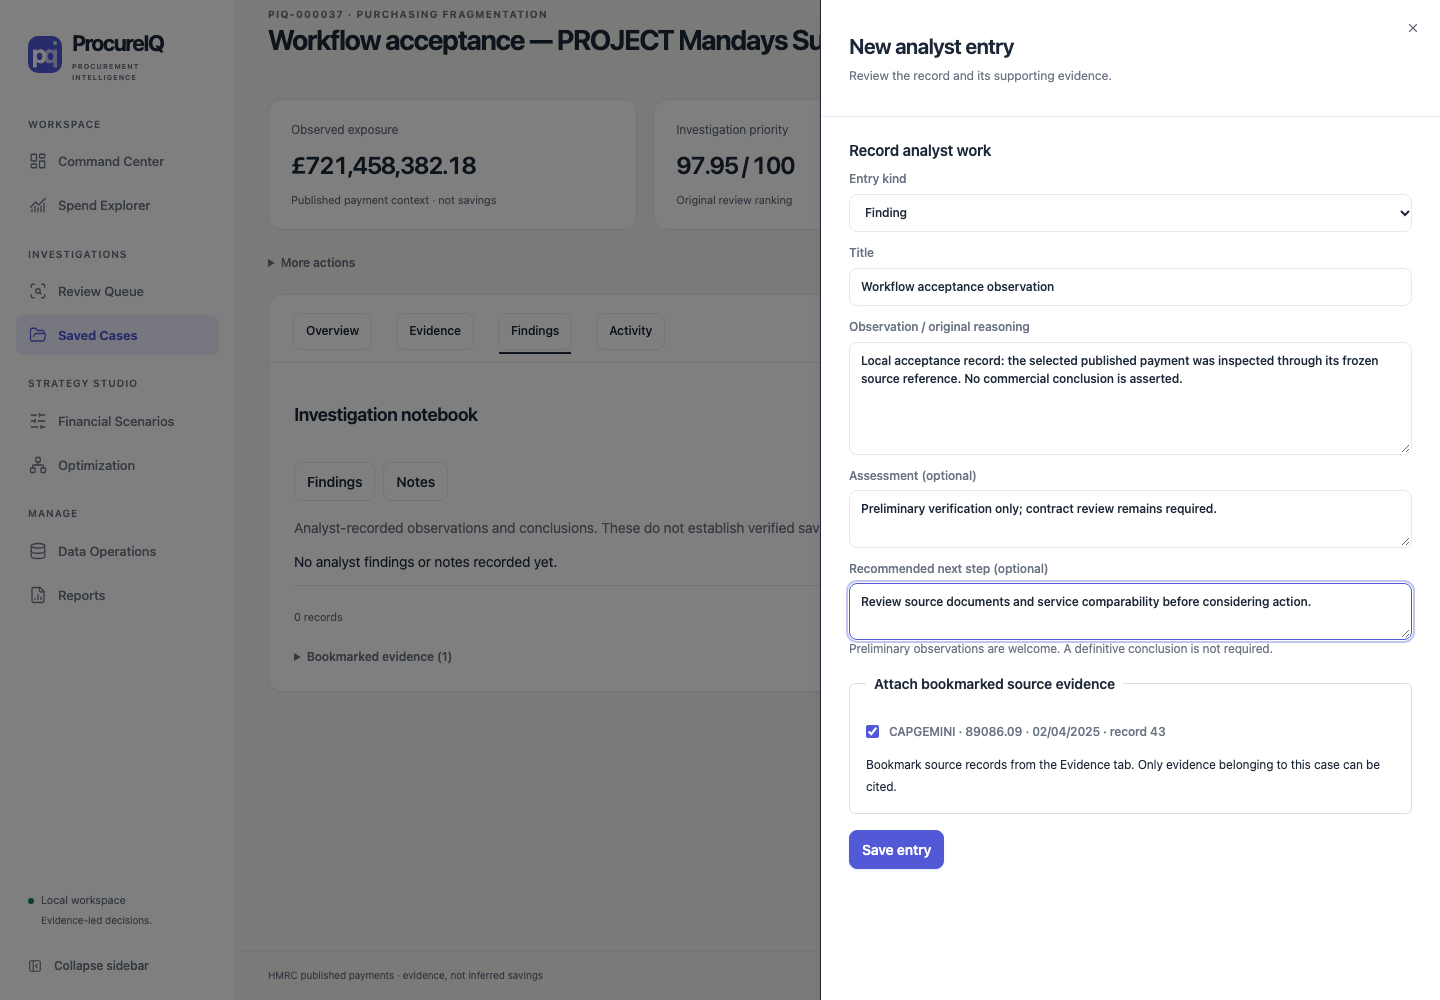 pq
ProcureIQ
PROCUREMENT
INTELLIGENCE
WORKSPACE
Command Center
Spend Explorer
INVESTIGATIONS
Review Queue
Saved Cases
STRATEGY STUDIO
Financial Scenarios
Optimization
MANAGE
Data Operations
Reports
Local workspace
Evidence-led decisions.
Collapse sidebar
PIQ-000037 · PURCHASING FRAGMENTATION
Workflow acceptance — PROJECT Mandays Su
Observed exposure
£721,458,382.18
Published payment context · not savings
Investigation priority
97.95 / 100
Original review ranking
More actions
Overview
Evidence
Findings
Activity
Investigation notebook
Findings
Notes
Analyst-recorded observations and conclusions. These do not establish verified sav
No analyst findings or notes recorded yet.
0 records
Bookmarked evidence (1)
HMRC published payments · evidence, not inferred savings
×
New analyst entry
Review the record and its supporting evidence.
Record analyst work
Entry kind
Finding
Title
Workflow acceptance observation
Observation / original reasoning
Local acceptance record: the selected published payment was inspected through its frozen
source reference. No commercial conclusion is asserted.
Assessment (optional)
Preliminary verification only; contract review remains required.
Recommended next step (optional)
Review source documents and service comparability before considering action.
Preliminary observations are welcome. A definitive conclusion is not required.
Attach bookmarked source evidence
CAPGEMINI · 89086.09 · 02/04/2025 · record 43
Bookmark source records from the Evidence tab. Only evidence belonging to this case can be
cited.
Save entry